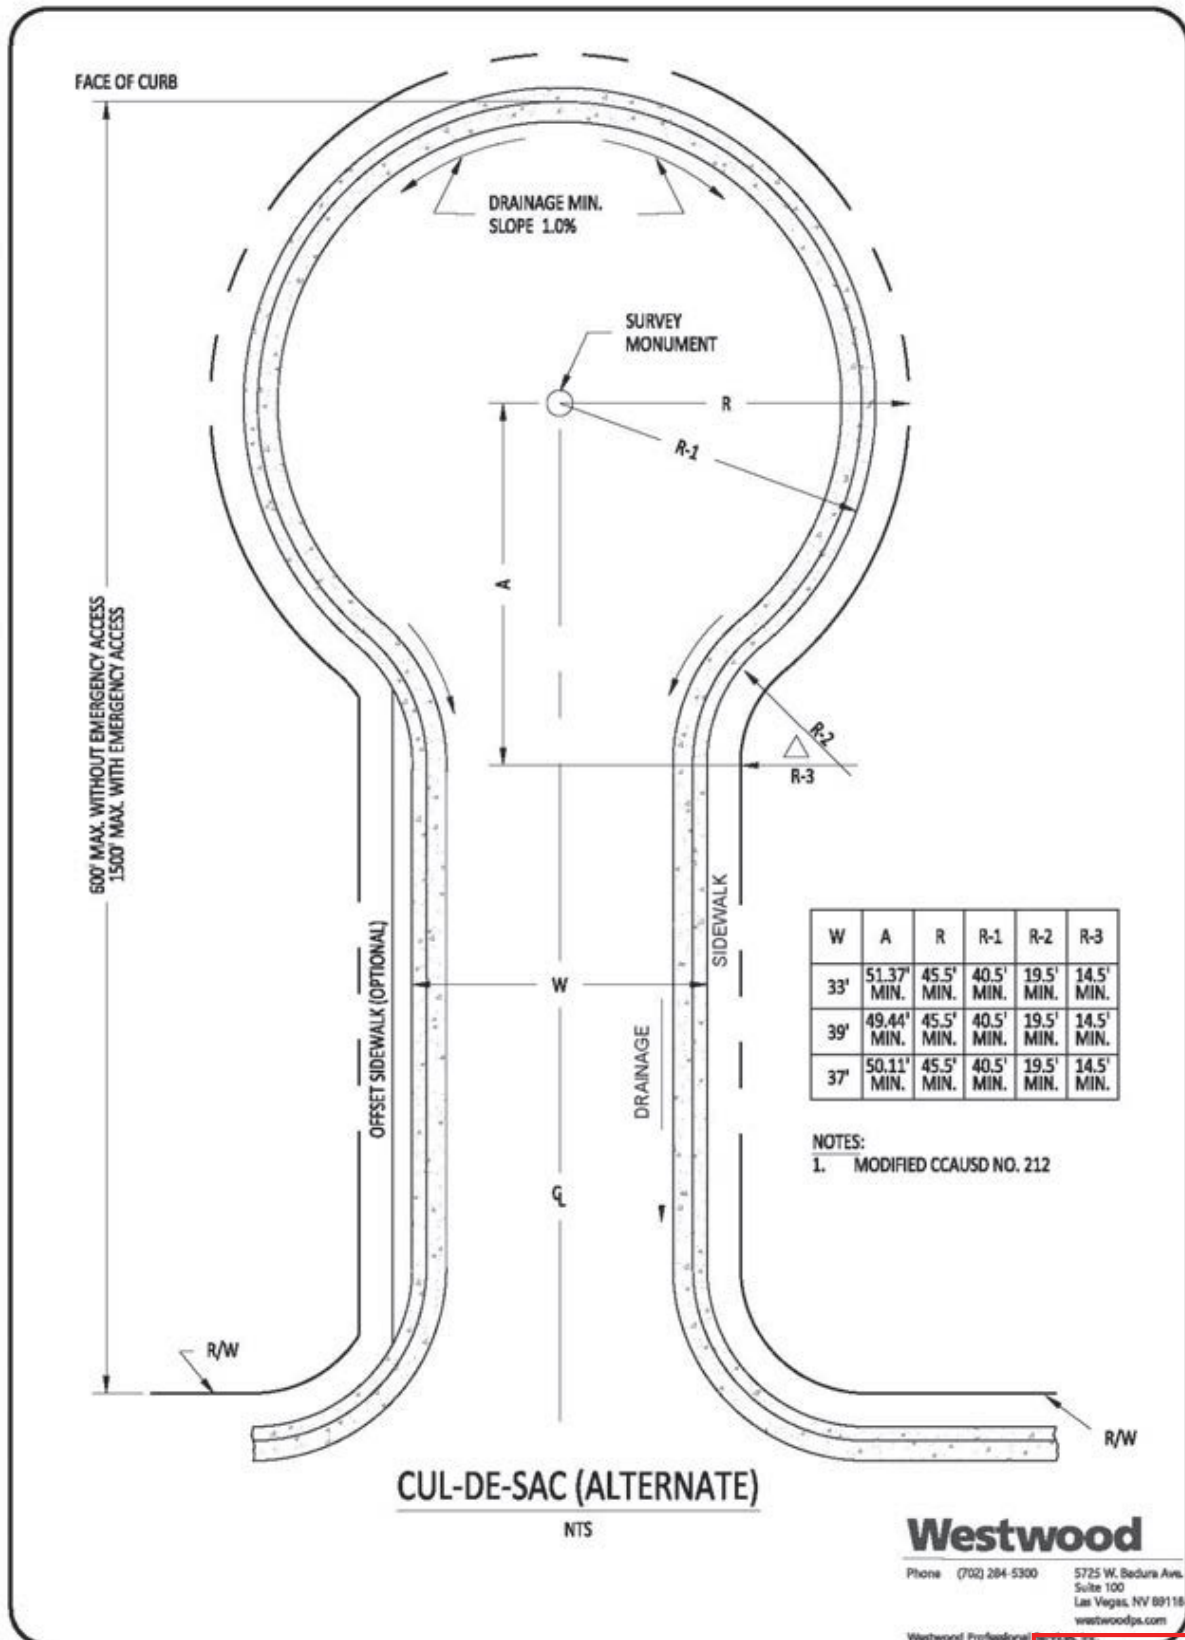 FACE OF CURB
DRAINAGE MIN.
SLOPE 1.0%
SURVEY
MONUMENT
R
R-1
A
600' MAX. WITHOUT EMERGENCY ACCESS
1500' MAX. WITH EMERGENCY ACCESS
R-2
R-3
SIDEWALK
OFFSET SIDEWALK (OPTIONAL)
W
DRAINAGE
℄
W A R R-1 R-2 R-3
33' 51.37' MIN. 45.5' MIN. 40.5' MIN. 19.5' MIN. 14.5' MIN.
39' 49.44' MIN. 45.5' MIN. 40.5' MIN. 19.5' MIN. 14.5' MIN.
37' 50.11' MIN. 45.5' MIN. 40.5' MIN. 19.5' MIN. 14.5' MIN.
NOTES:
1. MODIFIED CCAUSD NO. 212
R/W
R/W
CUL-DE-SAC (ALTERNATE)
NTS
Westwood
Phone (702) 284-5300 5725 W. Badura Ave.
Suite 100
Las Vegas, NV 89118
westwoodps.com
Westwood Professional